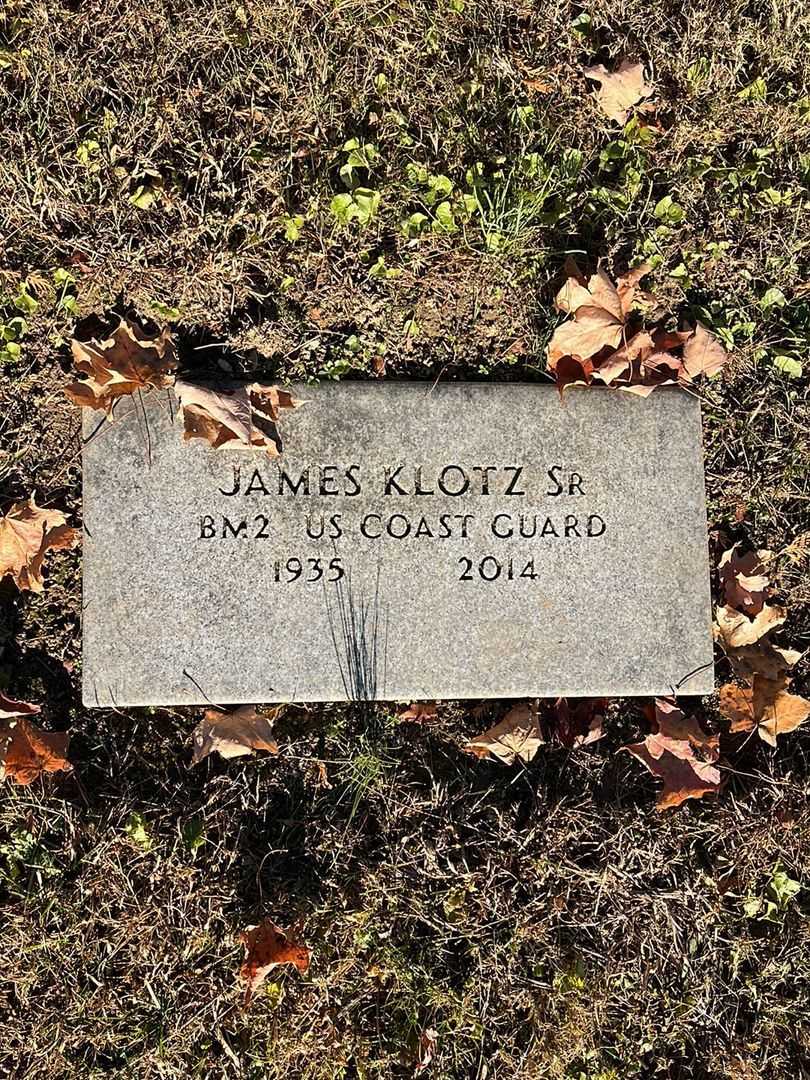 JAMES KLOTZ SR
BM2 US COAST GUARD
1935 2014